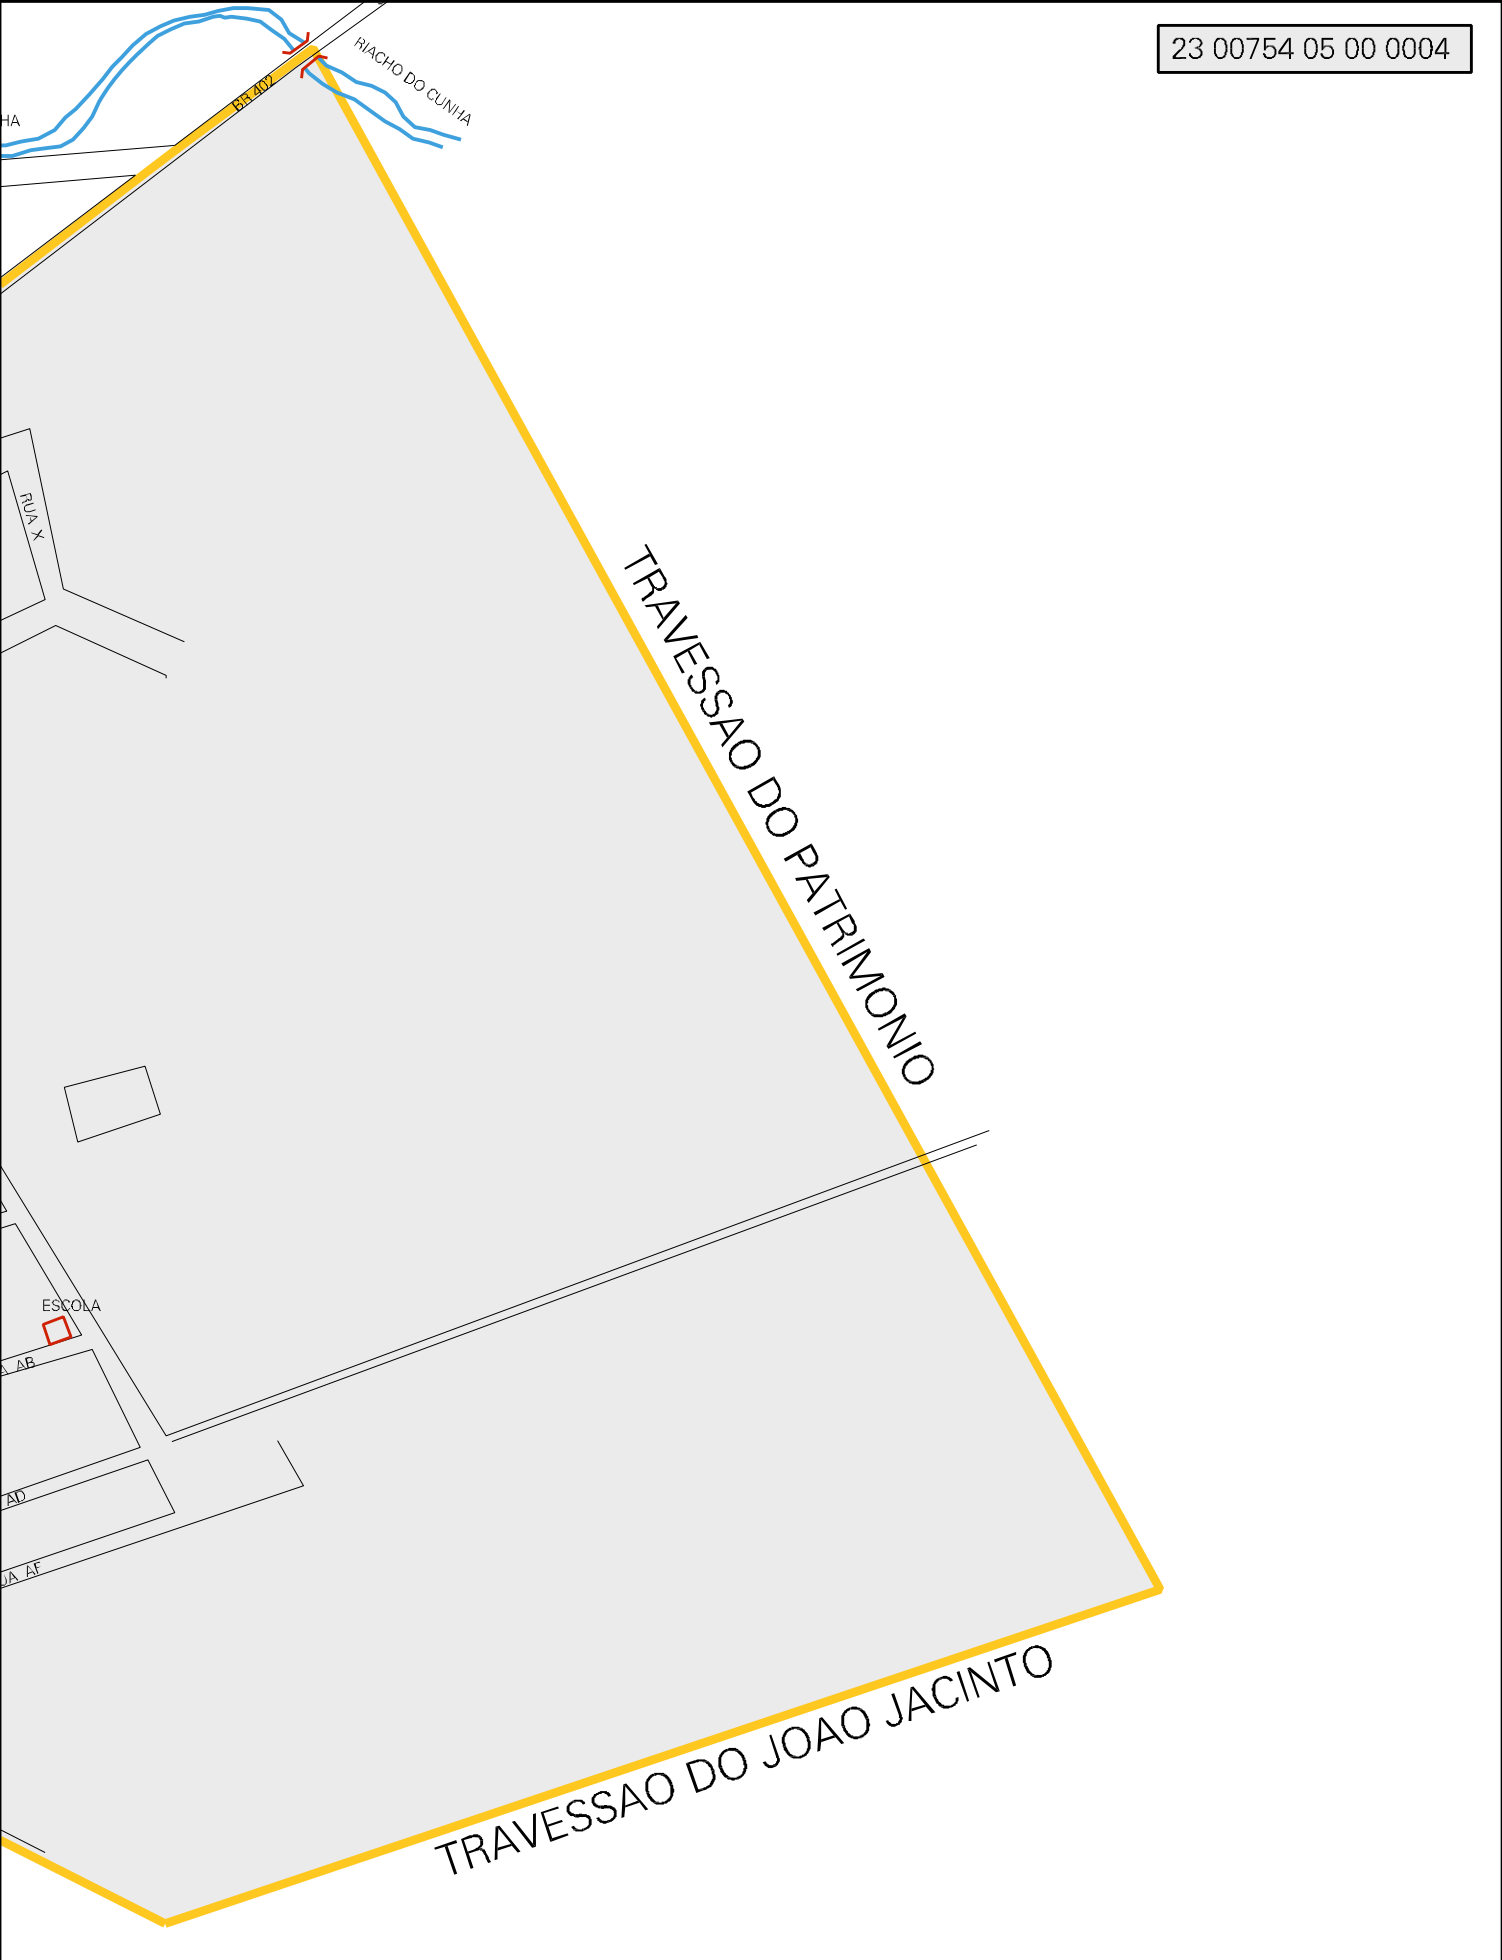 23 00754 05 00 0004
RIACHO DO CUNHA
BR 402
HA
RUA X
TRAVESSAO DO PATRIMONIO
ESCOLA
A AB
AD
UA AF
TRAVESSAO DO JOAO JACINTO